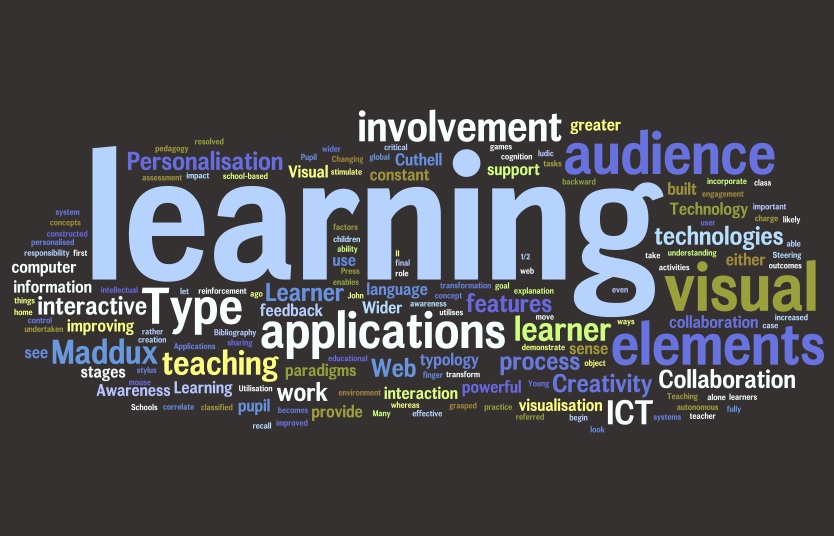 involvement greater
resolved
pedagogy
wider critical games
Personalisation Pupil Changing global Cuthell cognition ludic audience
assessment impact school-based Visual stimulate constant support tasks
backward built incorporate class
engagement
learning
system
concepts
constructed
personalised
responsibility first
factors
children
ability
use
Press
enables
II
final
role
1/2
web
Technology important
user charge likely
technologies able
understanding either Steering
take activities outcomes
computer
information intellectual let reinforcement ago Learner John language transformation goal explanation even visual
things
home interactive Type feedback Wider awareness concept features
utilises move
control
undertaken improving rather
creation Bibliography applications learner ways collaboration case increased
see Maddux Applications sharing demonstrate sense elements
stages stylus teaching educational paradigms Web typology process object
finger transform
mouse
Awareness Learning Utilisation work environment interaction powerful Young Creativity Collaboration
whereas
Schools correlate classified pupil becomes provide Many effective grasped practice visualisation ICT Teaching alone learners
autonomous fully
referred begin systems teacher
recall improved look